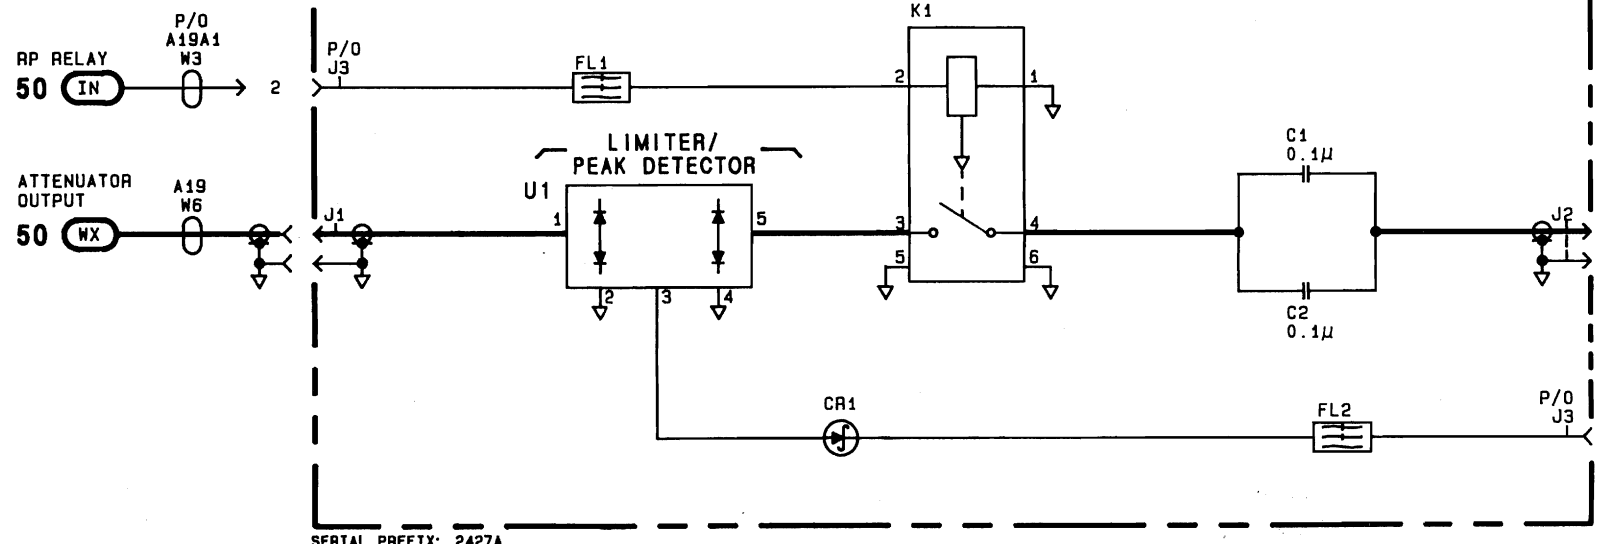 K1
P/O
A19A1
W3
RP RELAY
50 IN
2
P/O
J3
FL1
2
1
LIMITER/
PEAK DETECTOR
C1
0.1µ
ATTENUATOR
OUTPUT
A19
W6
U1
50 WX
J1
1
5
3
4
J2
5
6
2
3
4
C2
0.1µ
CR1
FL2
P/O
J3
SERIAL PREFIX: 2427A